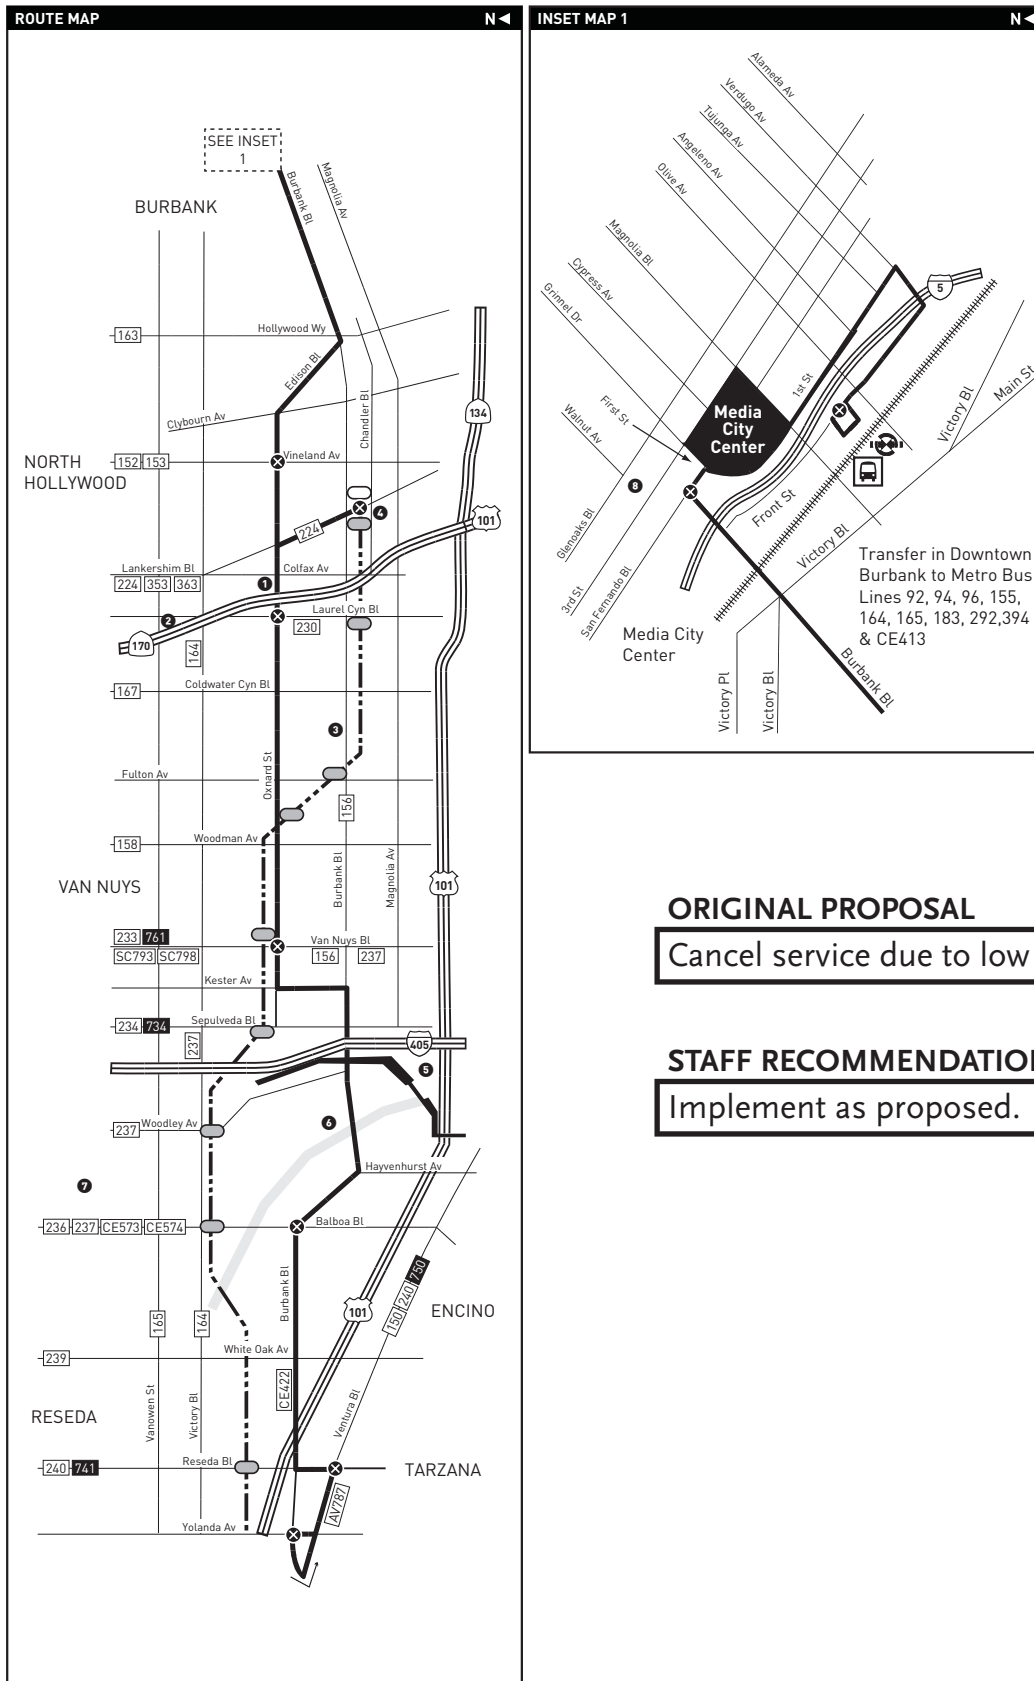 ROUTE MAP
N
SEE INSET
1
BURBANK
Burbank Bl
Magnolia Av
163
Hollywood Wy
Edison Bl
Clybourn Av
Chandler Bl
134
NORTH
HOLLYWOOD
152 153
Vineland Av
4
224
101
Lankershim Bl
224 353 363
Colfax Av
1
2
Laurel Cyn Bl
230
170
164
167
Coldwater Cyn Bl
3
Oxnard St
Fulton Av
156
158
Woodman Av
Burbank Bl
Magnolia Av
101
VAN NUYS
233 761
SC793 SC798
Van Nuys Bl
156 237
Kester Av
234 734
Sepulveda Bl
237
405
5
237
Woodley Av
6
7
Hayvenhurst Av
236 237 CE573 CE574
Balboa Bl
Burbank Bl
150 240 750
101
ENCINO
165
164
White Oak Av
239
CE422
Ventura Bl
RESEDA
Vanowen St
Victory Bl
240 741
Reseda Bl
TARZANA
AV787
Yolanda Av
INSET MAP 1
N
Alameda Av
Verdugo Av
Tujunga Av
Angeleno Av
Olive Av
Magnolia Bl
Cypress Av
Grinnel Dr
5
1st St
First St
Media
City
Center
Walnut Av
8
Main St
Victory Bl
Front St
Glenoaks Bl
Victory Bl
3rd St
San Fernando Bl
Media City
Center
Transfer in Downtown
Burbank to Metro Bus
Lines 92, 94, 96, 155,
164, 165, 183, 292,394
& CE413
Burbank Bl
Victory Pl
Victory Bl
ORIGINAL PROPOSAL
Cancel service due to low
STAFF RECOMMENDATION
Implement as proposed.